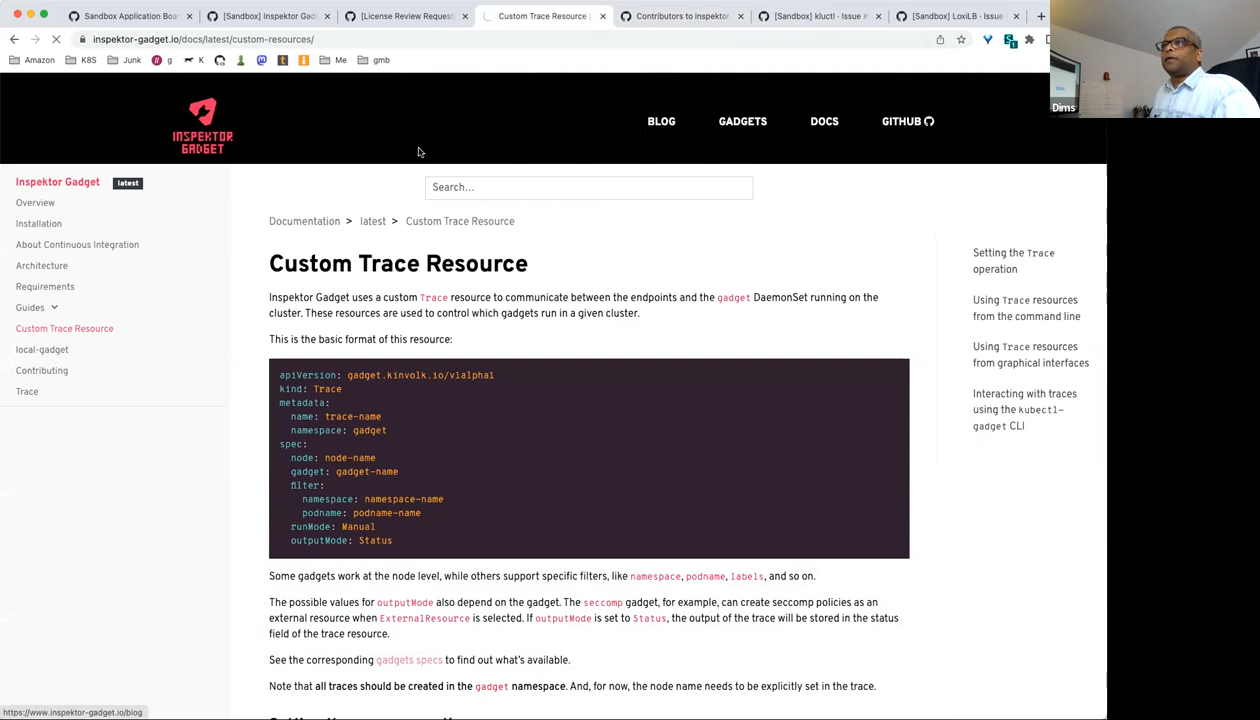 Sandbox Application Boar
[Sandbox] Inspektor Gad
[License Review Request]
Custom Trace Resource |
Contributors to inspektor
[Sandbox] kluctl · Issue #
[Sandbox] LoxiLB · Issue
inspektor-gadget.io/docs/latest/custom-resources/
Amazon
K8S
Junk
g
K
Me
gmb
Dims
INSPEKTOR
GADGET
BLOG
GADGETS
DOCS
GITHUB
Inspektor Gadget latest
Overview
Installation
About Continuous Integration
Architecture
Requirements
Guides
Custom Trace Resource
local-gadget
Contributing
Trace
Search...
Documentation > latest > Custom Trace Resource
Custom Trace Resource
Inspektor Gadget uses a custom Trace resource to communicate between the endpoints and the gadget DaemonSet running on the
cluster. These resources are used to control which gadgets run in a given cluster.
This is the basic format of this resource:
apiVersion: gadget.kinvolk.io/v1alpha1
kind: Trace
metadata:
name: trace-name
namespace: gadget
spec:
node: node-name
gadget: gadget-name
filter:
namespace: namespace-name
podname: podname-name
runMode: Manual
outputMode: Status
Some gadgets work at the node level, while others support specific filters, like namespace, podname, labels, and so on.
The possible values for outputMode also depend on the gadget. The seccomp gadget, for example, can create seccomp policies as an
external resource when ExternalResource is selected. If outputMode is set to Status, the output of the trace will be stored in the status
field of the trace resource.
See the corresponding gadgets specs to find out what's available.
Note that all traces should be created in the gadget namespace. And, for now, the node name needs to be explicitly set in the trace.
Setting the Trace
operation
Using Trace resources
from the command line
Using Trace resources
from graphical interfaces
Interacting with traces
using the kubectl-
gadget CLI
https://www.inspektor-gadget.io/blog